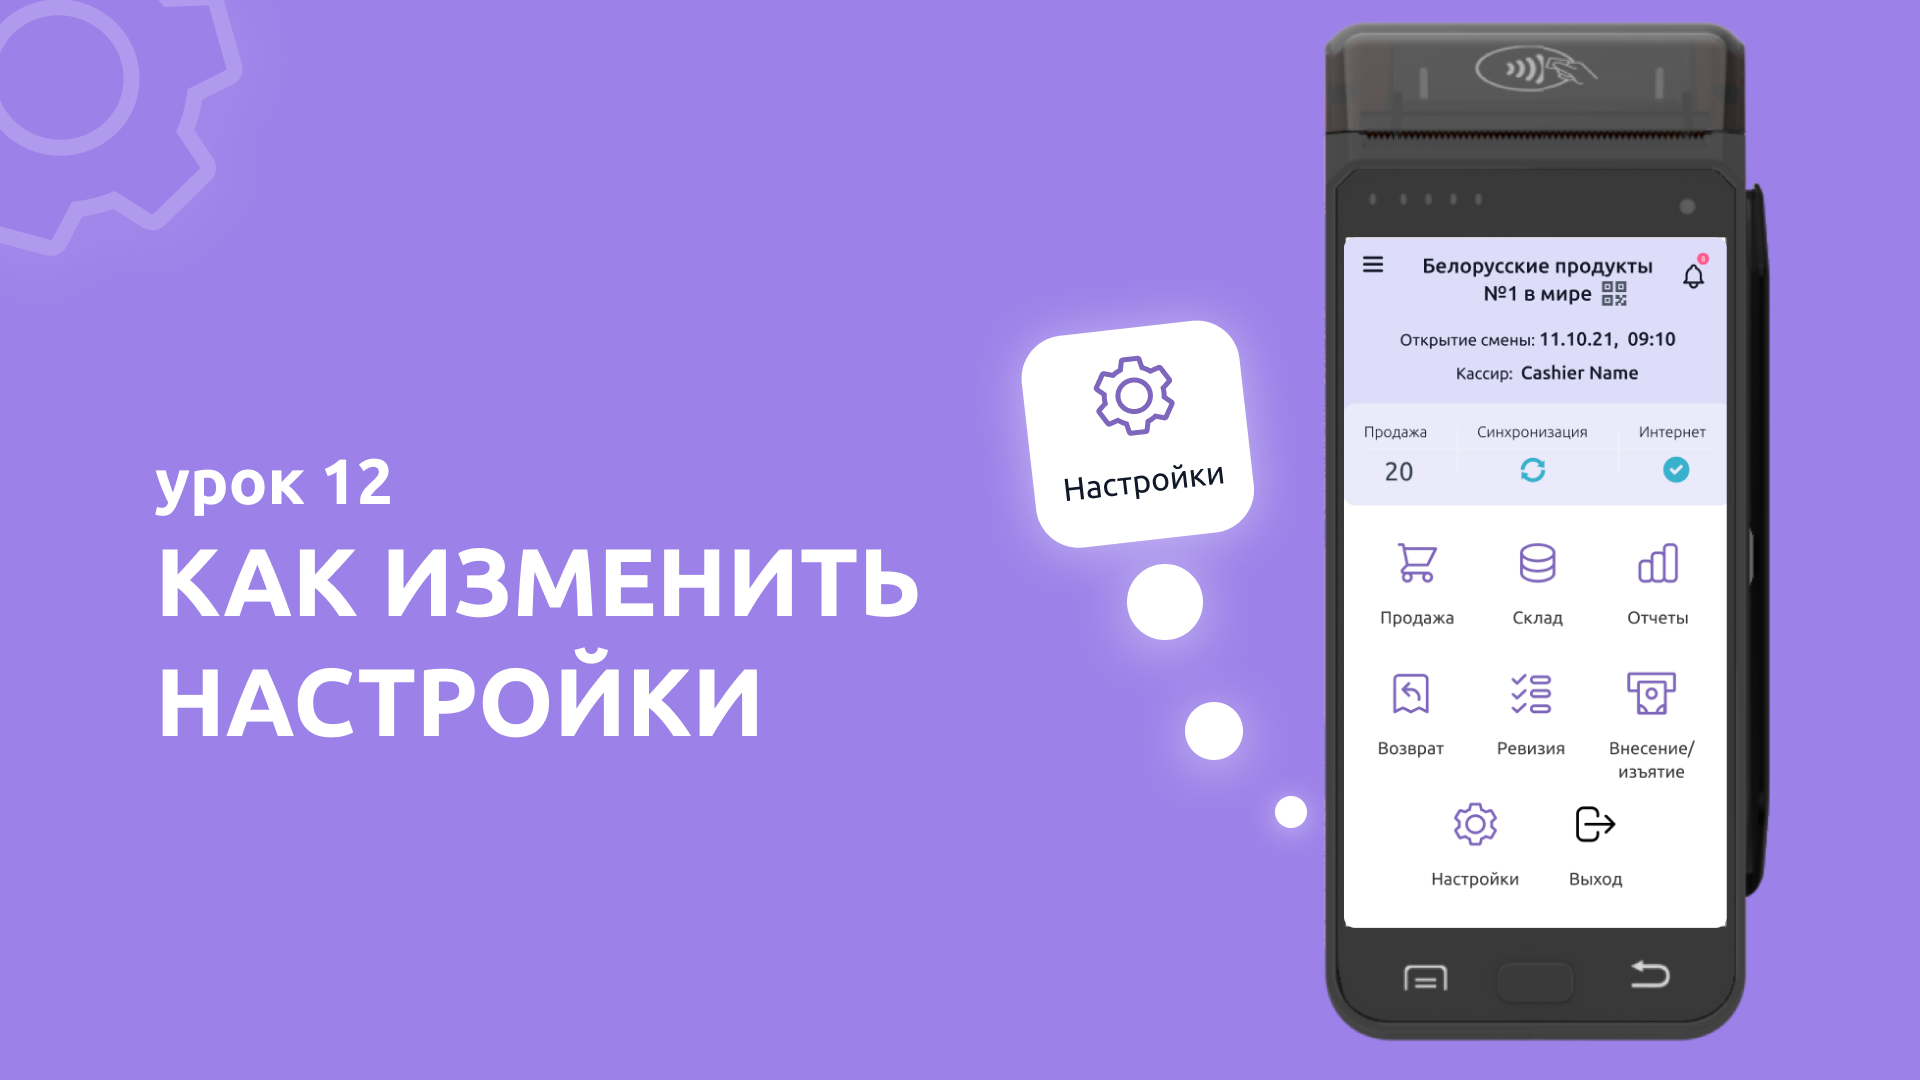 урок 12
КАК ИЗМЕНИТЬ
НАСТРОЙКИ
Настройки
Белорусские продукты
№1 в мире
Открытие смены: 11.10.21, 09:10
Кассир: Cashier Name
Продажа Синхронизация Интернет
20
Продажа Склад Отчеты
Возврат Ревизия Внесение/
изъятие
Настройки Выход